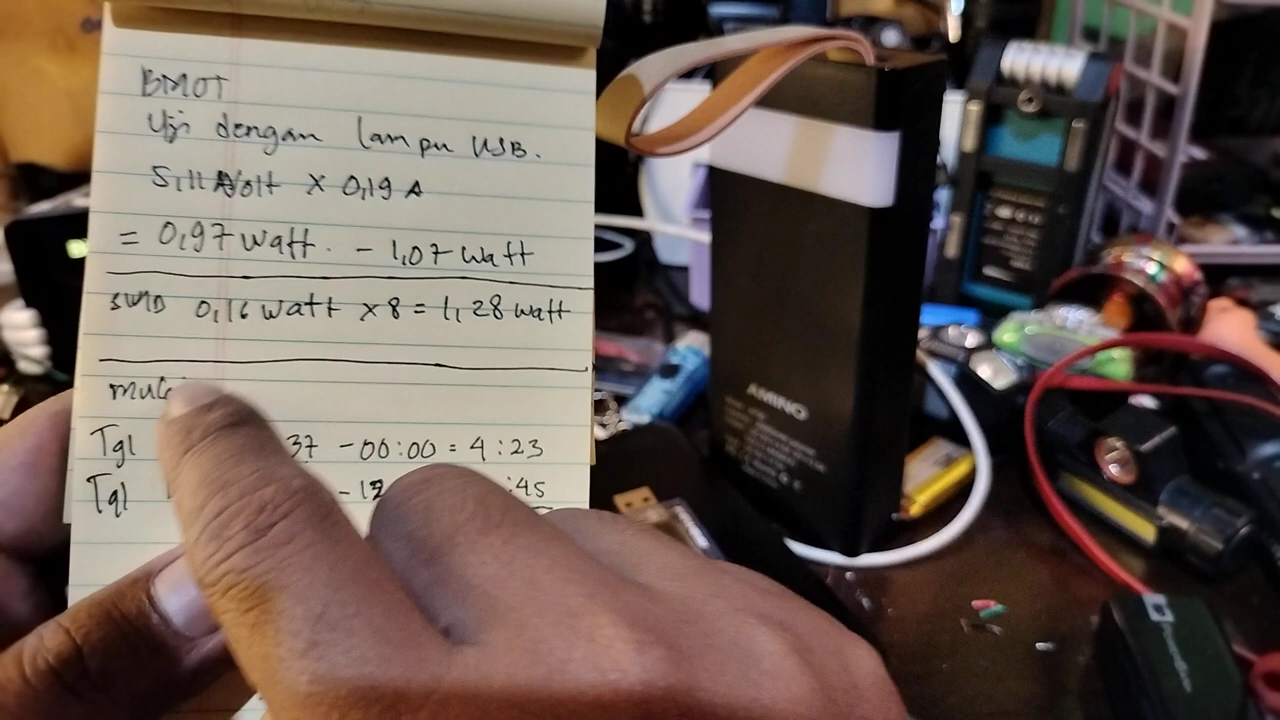 BMOT
Uji dengan lampu USB.
5,11 Volt X 0,19 A
= 0,97 watt. - 1,07 watt
SMD 0,16 watt x 8 = 1,28 watt
Tgl 37 - 00:00 = 4:23
Tgl - 12 :45
AMINO